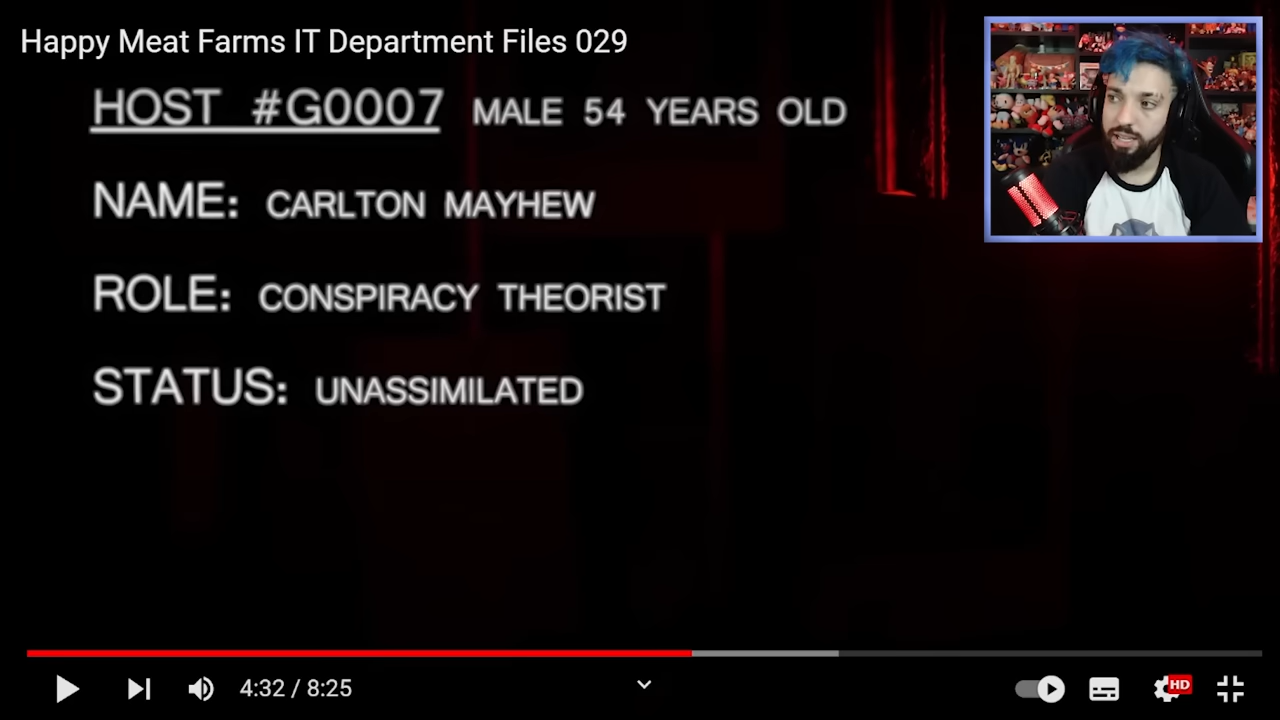 Happy Meat Farms IT Department Files 029
HOST #G0007 MALE 54 YEARS OLD
NAME: CARLTON MAYHEW
ROLE: CONSPIRACY THEORIST
STATUS: UNASSIMILATED
4:32 / 8:25
HD